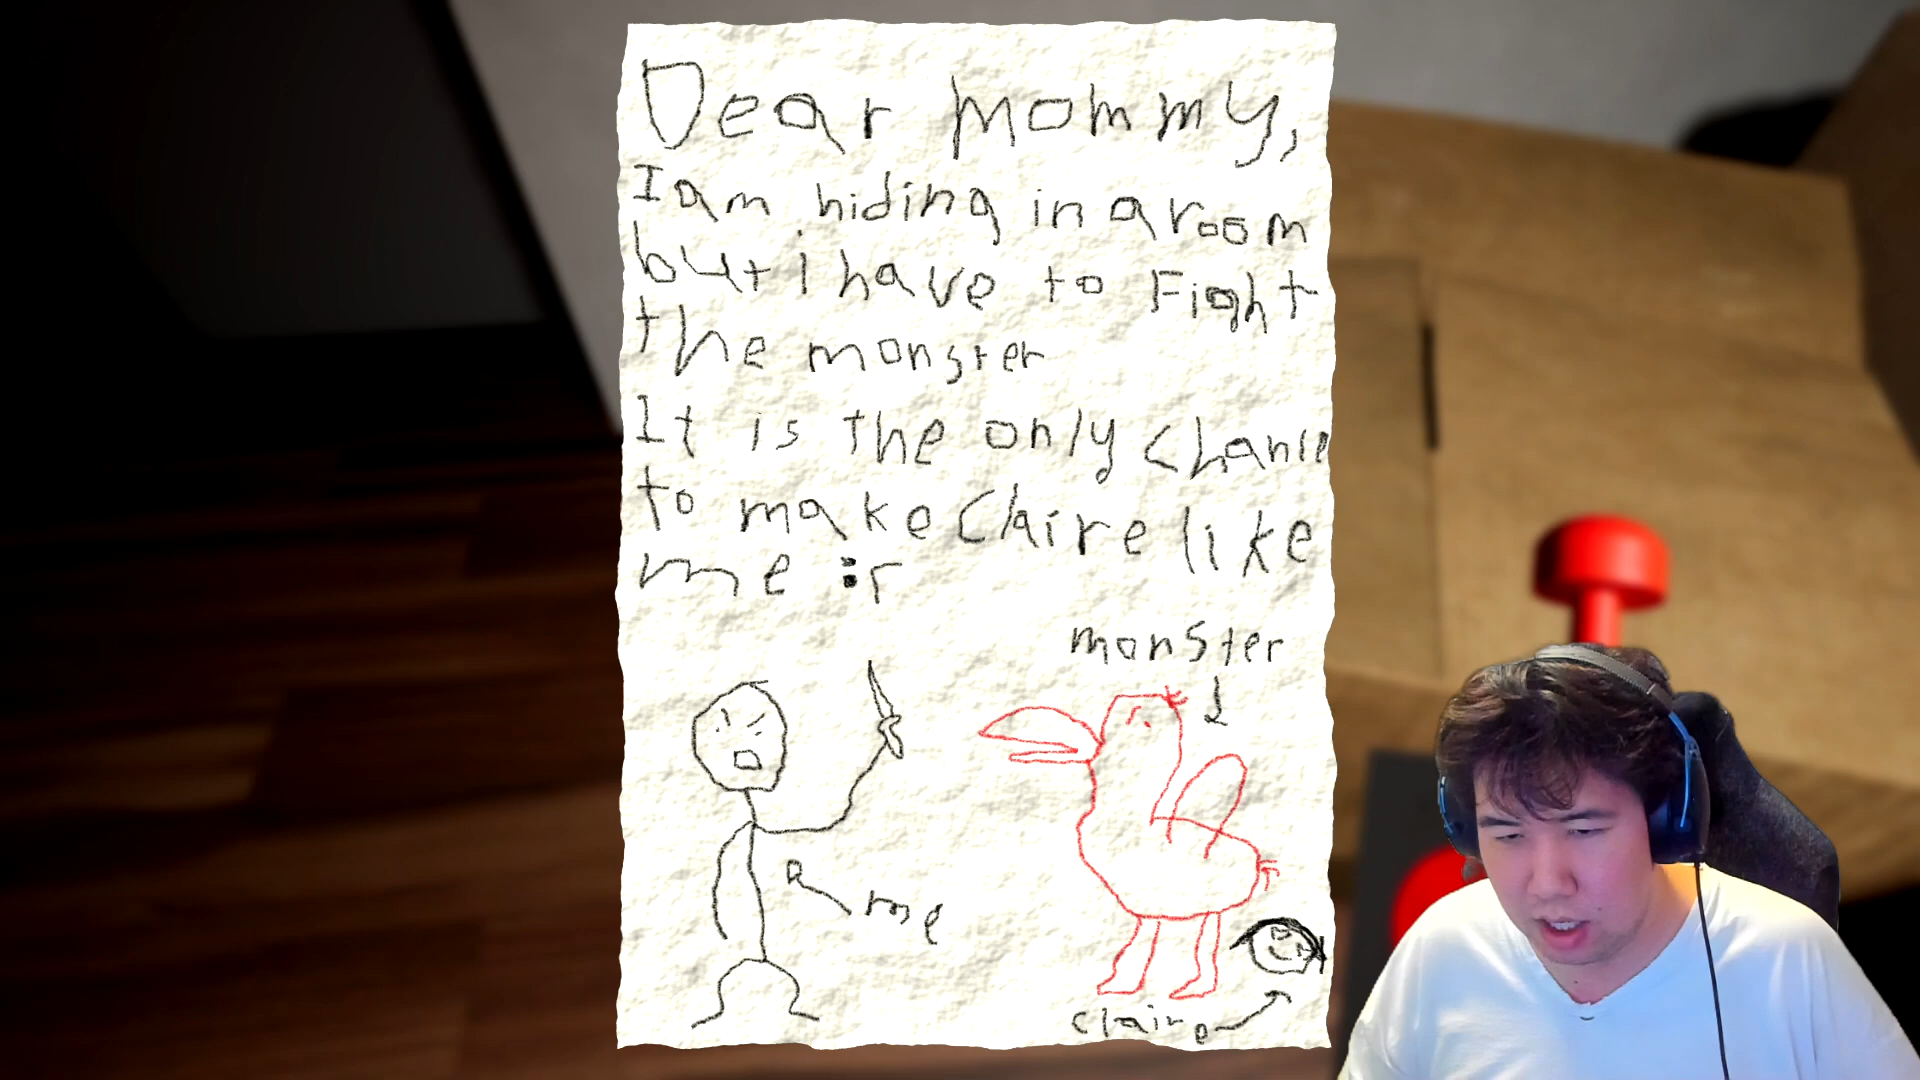 Dear Mommy,
I am hiding in a room
but i have to Fight
the monster
It is the only chance
to make Claire like
me :r
monster
me
claire